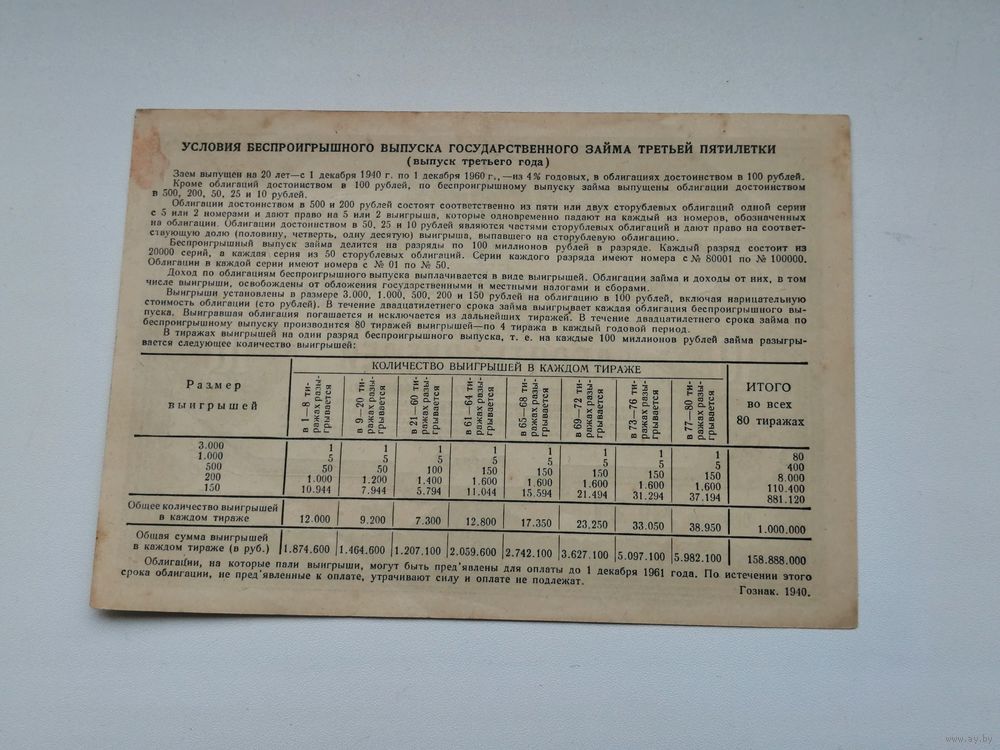 УСЛОВИЯ БЕСПРОИГРЫШНОГО ВЫПУСКА ГОСУДАРСТВЕННОГО ЗАЙМА ТРЕТЬЕЙ ПЯТИЛЕТКИ
(выпуск третьего года)
Заем выпущен на 20 лет—с 1 декабря 1940 г. по 1 декабря 1960 г.,—из 4% годовых, в облигациях достоинством в 100 рублей.
Кроме облигаций достоинством в 100 рублей, по беспроигрышному выпуску займа выпущены облигации достоинством
в 500, 200, 50, 25 и 10 рублей.
Облигации достоинством в 500 и 200 рублей состоят соответственно из пяти или двух сторублевых облигаций одной серии
с 5 или 2 номерами и дают право на 5 или 2 выигрыша, которые одновременно падают на каждый из номеров, обозначенных
на облигации. Облигации достоинством в 50, 25 и 10 рублей являются частями сторублевых облигаций и дают право на соответ-
ствующую долю (половину, четверть, одну десятую) выигрыша, выпавшего на сторублевую облигацию.
Беспроигрышный выпуск займа делится на разряды по 100 миллионов рублей в разряде. Каждый разряд состоит из
20000 серий, а каждая серия из 50 сторублевых облигаций. Серии каждого разряда имеют номера с № 80001 по № 100000.
Облигации в каждой серии имеют номера с № 01 по № 50.
Доход по облигациям беспроигрышного выпуска выплачивается в виде выигрышей. Облигации займа и доходы от них, в том
числе выигрыши, освобождены от обложения государственными и местными налогами и сборами.
Выигрыши установлены в размере 3.000, 1.000, 500, 200 и 150 рублей на облигацию в 100 рублей, включая нарицательную
стоимость облигации (сто рублей). В течение двадцатилетнего срока займа выигрывает каждая облигация беспроигрышного вы-
пуска. Выигравшая облигация погашается и исключается из дальнейших тиражей. В течение двадцатилетнего срока займа по
беспроигрышному выпуску производится 80 тиражей выигрышей—по 4 тиража в каждый годовой период.
В тиражах выигрышей на один разряд беспроигрышного выпуска, т. е. на каждые 100 миллионов рублей займа разыгры-
вается следующее количество выигрышей:
Размер выигрышей
КОЛИЧЕСТВО ВЫИГРЫШЕЙ В КАЖДОМ ТИРАЖЕ
в 1—8 ти-
ражах разы-
грывается
в 9—20 ти-
ражах разы-
грывается
в 21—60 ти-
ражах разы-
грывается
в 61—64 ти-
ражах разы-
грывается
в 65—68 ти-
ражах разы-
грывается
в 69—72 ти-
ражах разы-
грывается
в 73—76 ти-
ражах разы-
грывается
в 77—80 ти-
ражах разы-
грывается
ИТОГО
во всех
80 тиражах
3.000 1 1 1 1 1 1 1 1 80
1.000 5 5 5 5 5 5 5 5 400
500 50 50 100 150 150 150 150 150 8.000
200 1.000 1.200 1.400 1.600 1.600 1.600 1.600 1.600 110.400
150 10.944 7.944 5.794 11.044 15.594 21.494 31.294 37.194 881.120
Общее количество выигрышей
в каждом тираже 12.000 9.200 7.300 12.800 17.350 23.250 33.050 38.950 1.000.000
Общая сумма выигрышей
в каждом тираже (в руб.) 1.874.600 1.464.600 1.207.100 2.059.600 2.742.100 3.627.100 5.097.100 5.982.100 158.888.000
Облигации, на которые пали выигрыши, могут быть пред'явлены для оплаты до 1 декабря 1961 года. По истечении этого
срока облигации, не пред'явленные к оплате, утрачивают силу и оплате не подлежат.
Гознак. 1940.
www.ay.by